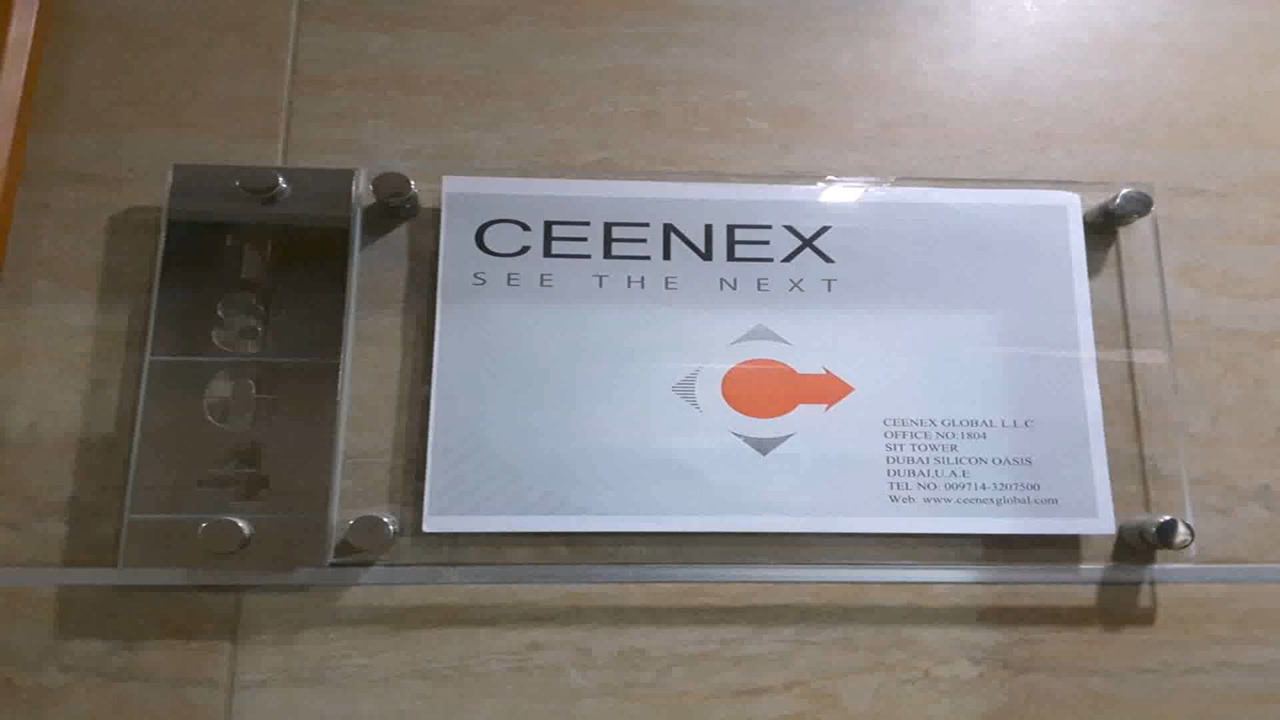 1804
CEENEX
SEE THE NEXT
CEENEX GLOBAL L.L.C
OFFICE NO:1804
SIT TOWER
DUBAI SILICON OASIS
DUBAI,U.A.E
TEL NO: 009714-3207500
Web: www.ceenexglobal.com